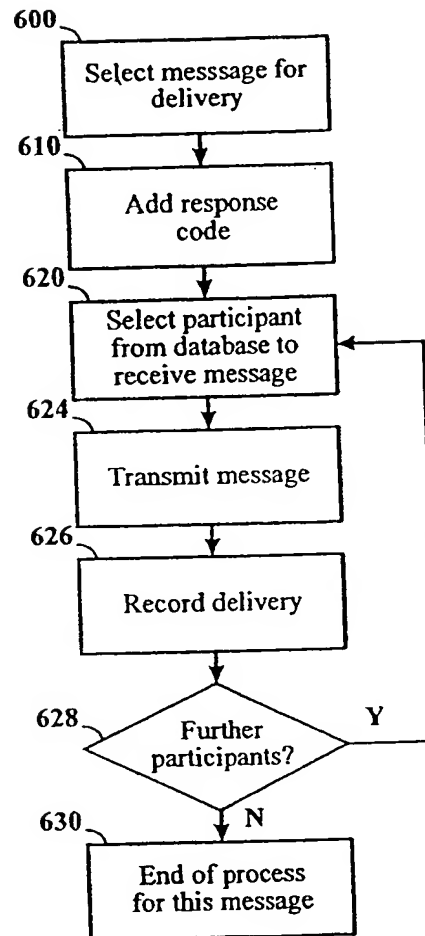 600
Select messsage for
delivery
610
Add response
code
620
Select participant
from database to
receive message
624
Transmit message
626
Record delivery
628
Further
participants?
Y
N
630
End of process
for this message